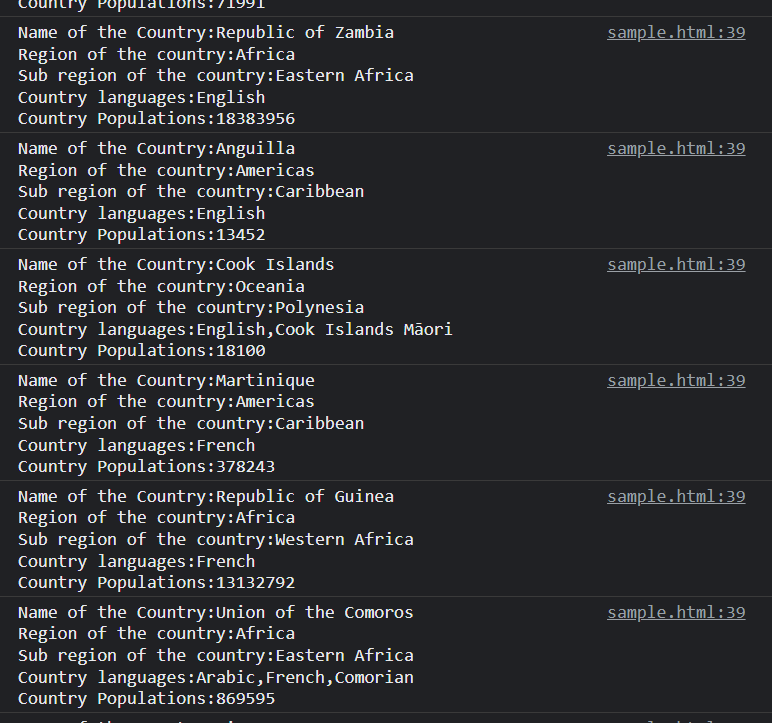 Country Populations:71991
Name of the Country:Republic of Zambia sample.html:39
Region of the country:Africa
Sub region of the country:Eastern Africa
Country languages:English
Country Populations:18383956
Name of the Country:Anguilla sample.html:39
Region of the country:Americas
Sub region of the country:Caribbean
Country languages:English
Country Populations:13452
Name of the Country:Cook Islands sample.html:39
Region of the country:Oceania
Sub region of the country:Polynesia
Country languages:English,Cook Islands Māori
Country Populations:18100
Name of the Country:Martinique sample.html:39
Region of the country:Americas
Sub region of the country:Caribbean
Country languages:French
Country Populations:378243
Name of the Country:Republic of Guinea sample.html:39
Region of the country:Africa
Sub region of the country:Western Africa
Country languages:French
Country Populations:13132792
Name of the Country:Union of the Comoros sample.html:39
Region of the country:Africa
Sub region of the country:Eastern Africa
Country languages:Arabic,French,Comorian
Country Populations:869595